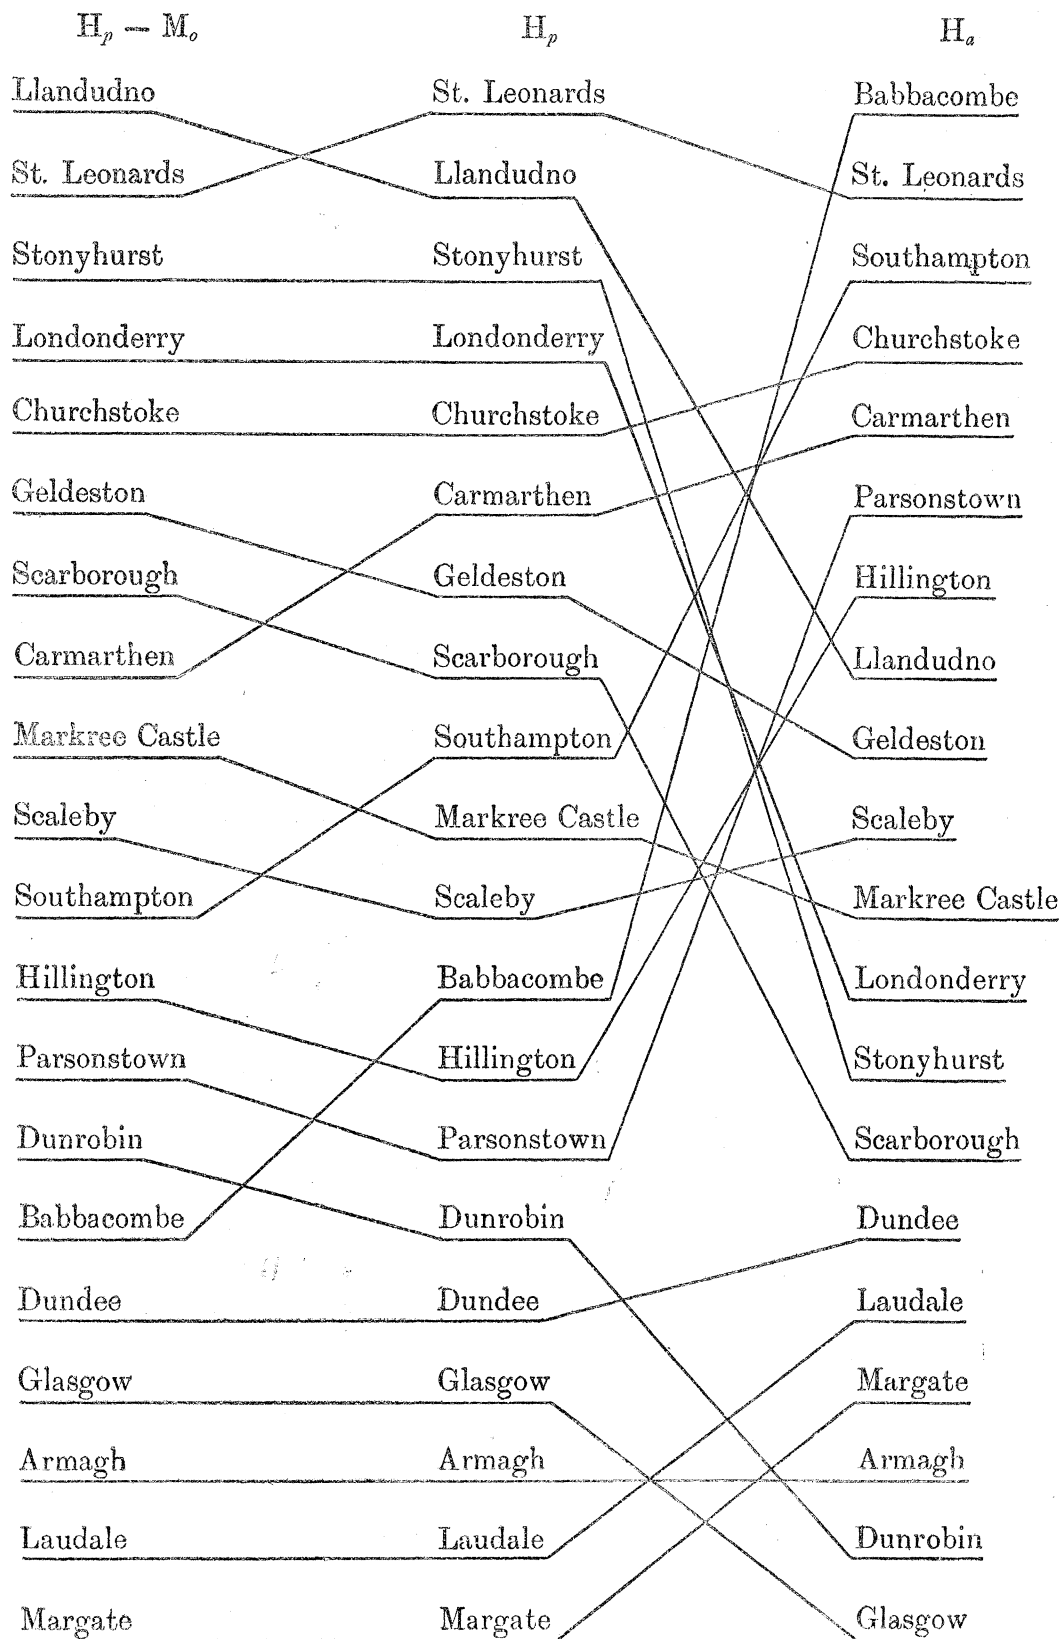 Hp — Mo Hp Ha
Llandudno St. Leonards Babbacombe
St. Leonards Llandudno St. Leonards
Stonyhurst Stonyhurst Southampton
Londonderry Londonderry Churchstoke
Churchstoke Churchstoke Carmarthen
Geldeston Carmarthen Parsonstown
Scarborough Geldeston Hillington
Carmarthen Scarborough Llandudno
Markree Castle Southampton Geldeston
Scaleby Markree Castle Scaleby
Southampton Scaleby Markree Castle
Hillington Babbacombe Londonderry
Parsonstown Hillington Stonyhurst
Dunrobin Parsonstown Scarborough
Babbacombe Dunrobin Dundee
Dundee Dundee Laudale
Glasgow Glasgow Margate
Armagh Armagh Armagh
Laudale Laudale Dunrobin
Margate Margate Glasgow